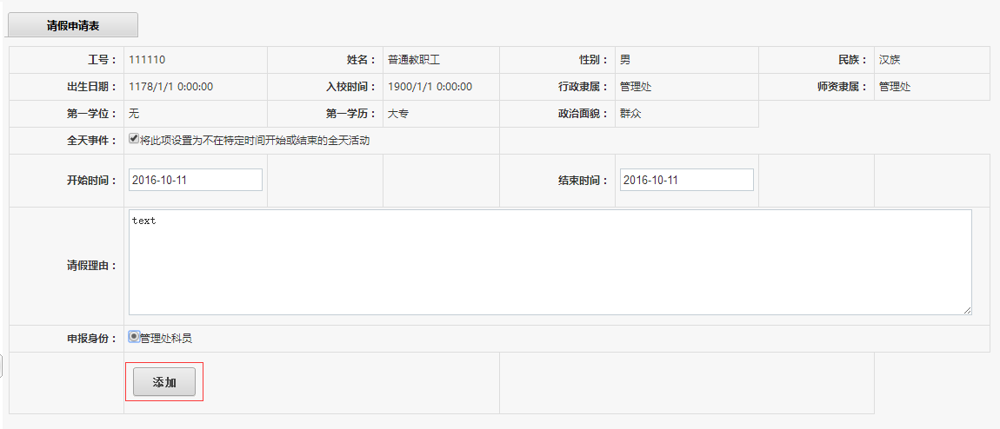 请假申请表
工号： 111110 姓名： 普通教职工 性别： 男 民族： 汉族
出生日期： 1178/1/1 0:00:00 入校时间： 1900/1/1 0:00:00 行政隶属： 管理处 师资隶属： 管理处
第一学位： 无 第一学历： 大专 政治面貌： 群众
全天事件： 将此项设置为不在特定时间开始或结束的全天活动
开始时间： 2016-10-11 结束时间： 2016-10-11
请假理由： text
申报身份： 管理处科员
添加